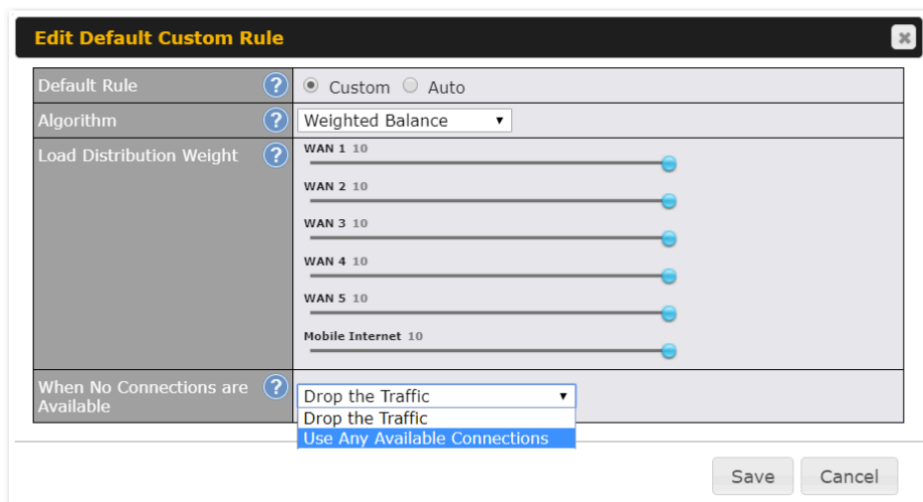 Edit Default Custom Rule
Default Rule ? Custom Auto
Algorithm ? Weighted Balance
Load Distribution Weight ? WAN 1 10
WAN 2 10
WAN 3 10
WAN 4 10
WAN 5 10
Mobile Internet 10
When No Connections are
Available ? Drop the Traffic
Drop the Traffic
Use Any Available Connections
Save Cancel